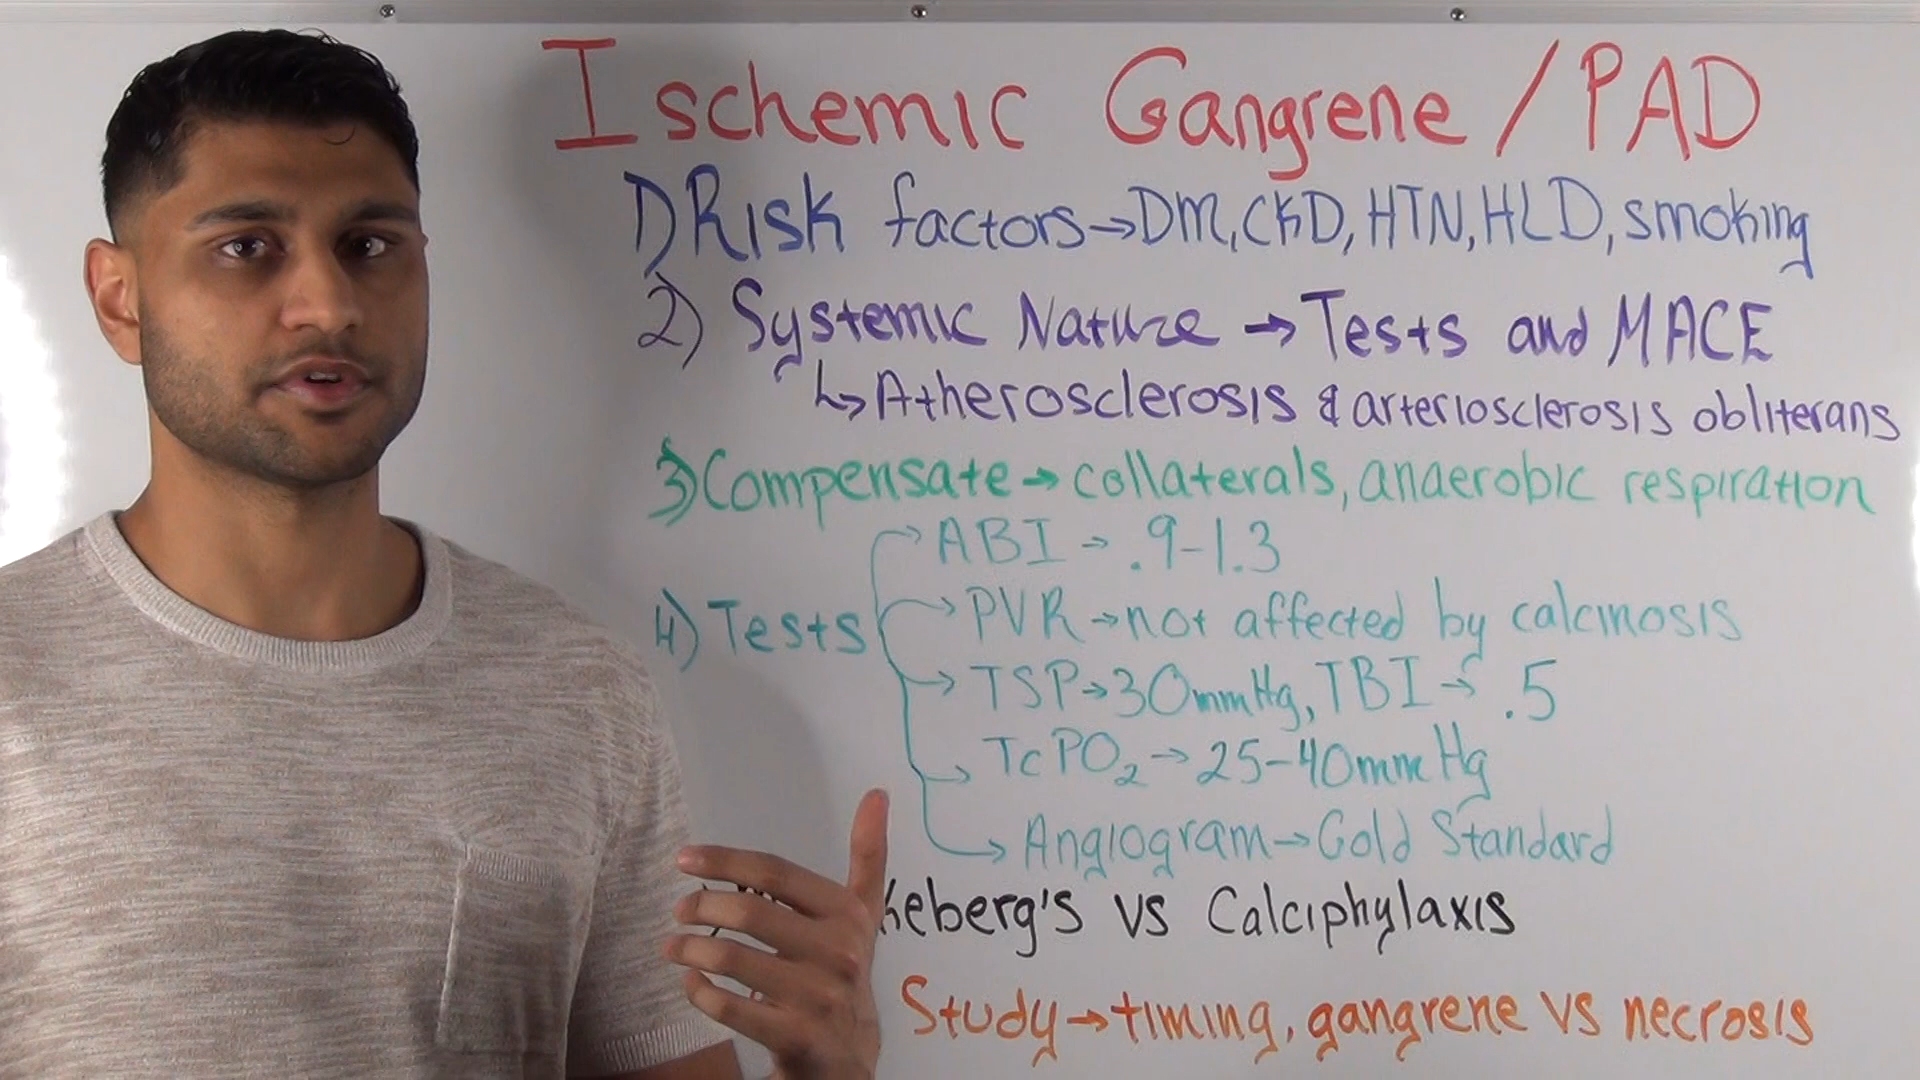 Ischemic Gangrene / PAD
1) Risk factors → DM, CKD, HTN, HLD, smoking
2) Systemic Nature → Tests and MACE
↳ Atherosclerosis & arteriosclerosis obliterans
3) Compensate → collaterals, anaerobic respiration
4) Tests
→ ABI → .9-1.3
→ PVR → not affected by calcinosis
→ TSP → 30mmHg, TBI → .5
→ TcPO2 → 25-40mmHg
→ Angiogram → Gold Standard
keberg's vs Calciphylaxis
Study → timing, gangrene vs necrosis